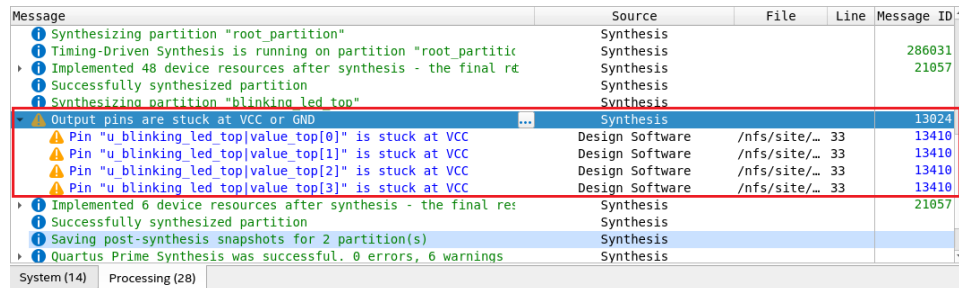 Message Source File Line Message ID
Synthesizing partition "root_partition" Synthesis
Timing-Driven Synthesis is running on partition "root_partitic Synthesis 286031
Implemented 48 device resources after synthesis - the final re Synthesis 21057
Successfully synthesized partition Synthesis
Synthesizing partition "blinking_led_top" Synthesis
Output pins are stuck at VCC or GND ... Synthesis 13024
Pin "u_blinking_led_top|value_top[0]" is stuck at VCC Design Software /nfs/site/… 33 13410
Pin "u_blinking_led_top|value_top[1]" is stuck at VCC Design Software /nfs/site/… 33 13410
Pin "u_blinking_led_top|value_top[2]" is stuck at VCC Design Software /nfs/site/… 33 13410
Pin "u_blinking_led_top|value_top[3]" is stuck at VCC Design Software /nfs/site/… 33 13410
Implemented 6 device resources after synthesis - the final res Synthesis 21057
Successfully synthesized partition Synthesis
Saving post-synthesis snapshots for 2 partition(s) Synthesis
Quartus Prime Synthesis was successful. 0 errors, 6 warnings Synthesis
System (14) Processing (28)